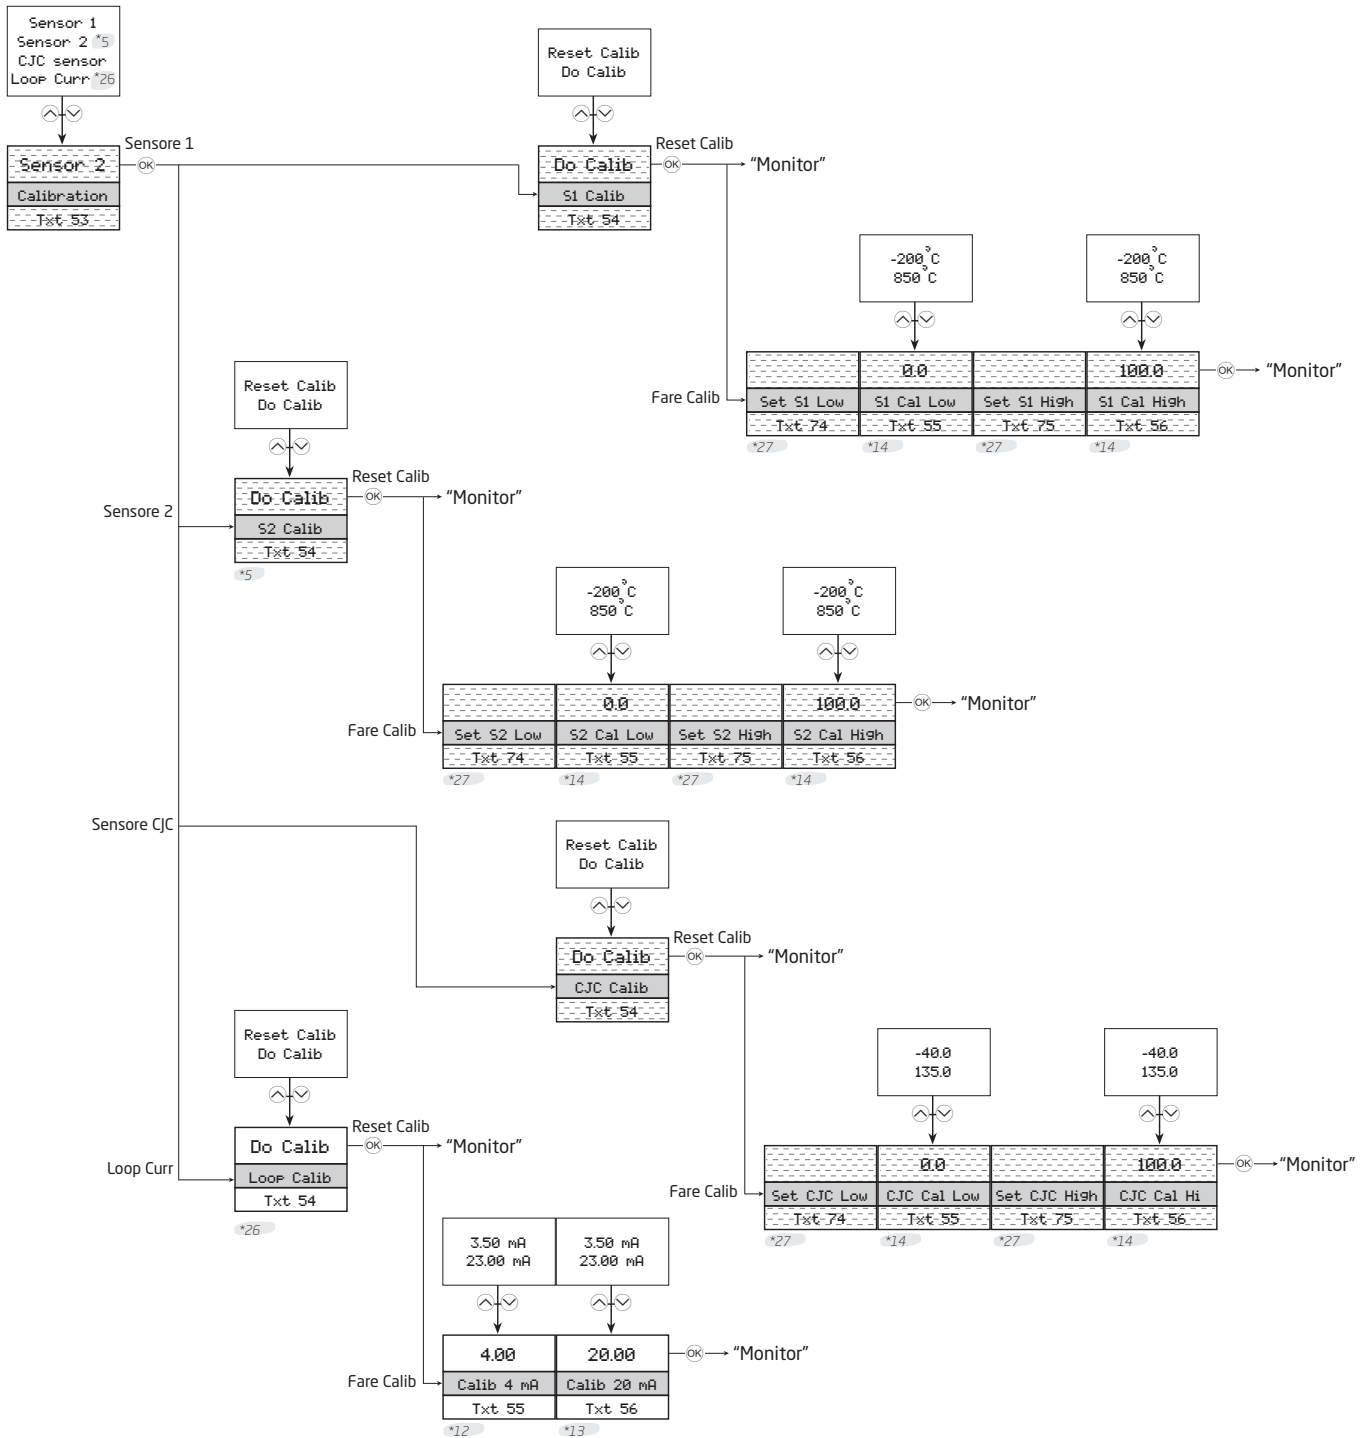 Sensor 1
Sensor 2 *5
CJC sensor
Loop Curr *26
Sensor 2
Calibration
Txt 53
Sensore 1
OK
Reset Calib
Do Calib
Do Calib
S1 Calib
Txt 54
Reset Calib
OK
"Monitor"
-200°C
850°C
-200°C
850°C
Fare Calib
0.0
100.0
Set S1 Low
S1 Cal Low
Set S1 High
S1 Cal High
Txt 74
Txt 55
Txt 75
Txt 56
*27
*14
*27
*14
OK
"Monitor"
Sensore 2
Reset Calib
Do Calib
Do Calib
S2 Calib
Txt 54
*5
Reset Calib
OK
"Monitor"
-200°C
850°C
-200°C
850°C
Fare Calib
0.0
100.0
Set S2 Low
S2 Cal Low
Set S2 High
S2 Cal High
Txt 74
Txt 55
Txt 75
Txt 56
*27
*14
*27
*14
OK
"Monitor"
Sensore CJC
Reset Calib
Do Calib
Do Calib
CJC Calib
Txt 54
Reset Calib
OK
"Monitor"
-40.0
135.0
-40.0
135.0
Fare Calib
0.0
100.0
Set CJC Low
CJC Cal Low
Set CJC High
CJC Cal Hi
Txt 74
Txt 55
Txt 75
Txt 56
*27
*14
*27
*14
OK
"Monitor"
Loop Curr
Reset Calib
Do Calib
Do Calib
Loop Calib
Txt 54
*26
Reset Calib
OK
"Monitor"
3.50 mA
23.00 mA
3.50 mA
23.00 mA
Fare Calib
4.00
20.00
Calib 4 mA
Calib 20 mA
Txt 55
Txt 56
*12
*13
OK
"Monitor"